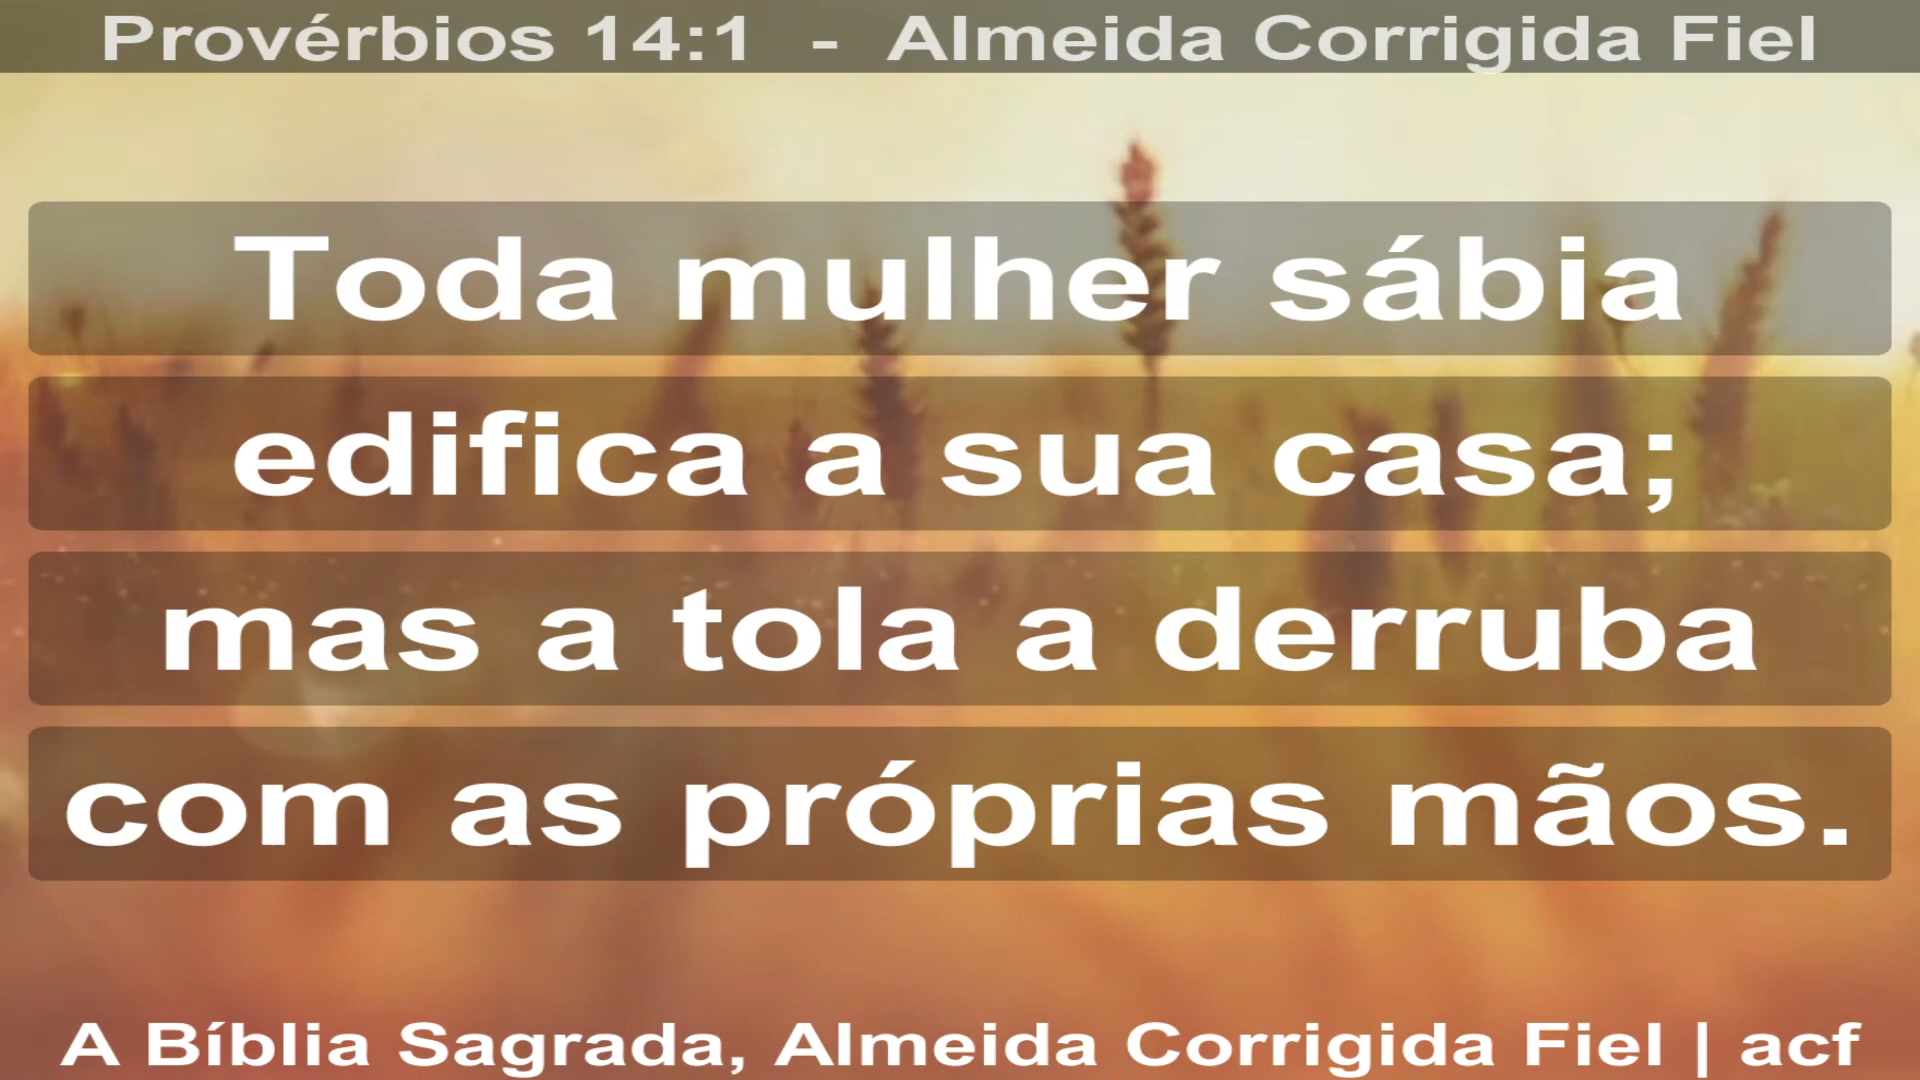 Provérbios 14:1 - Almeida Corrigida Fiel
Toda mulher sábia
edifica a sua casa;
mas a tola a derruba
com as próprias mãos.
A Bíblia Sagrada, Almeida Corrigida Fiel | acf